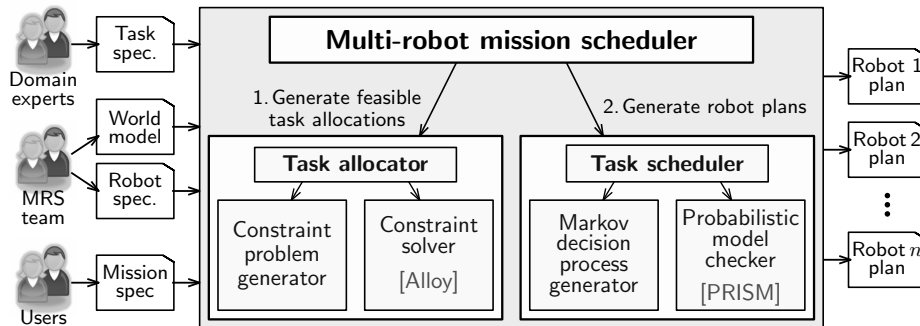 Domain
experts
Task
spec.
MRS
team
World
model
Robot
spec.
Users
Mission
spec
Multi-robot mission scheduler
1. Generate feasible
task allocations
2. Generate robot plans
Task allocator
Constraint
problem
generator
Constraint
solver
[Alloy]
Task scheduler
Markov
decision
process
generator
Probabilistic
model
checker
[PRISM]
Robot 1
plan
Robot 2
plan
Robot n
plan